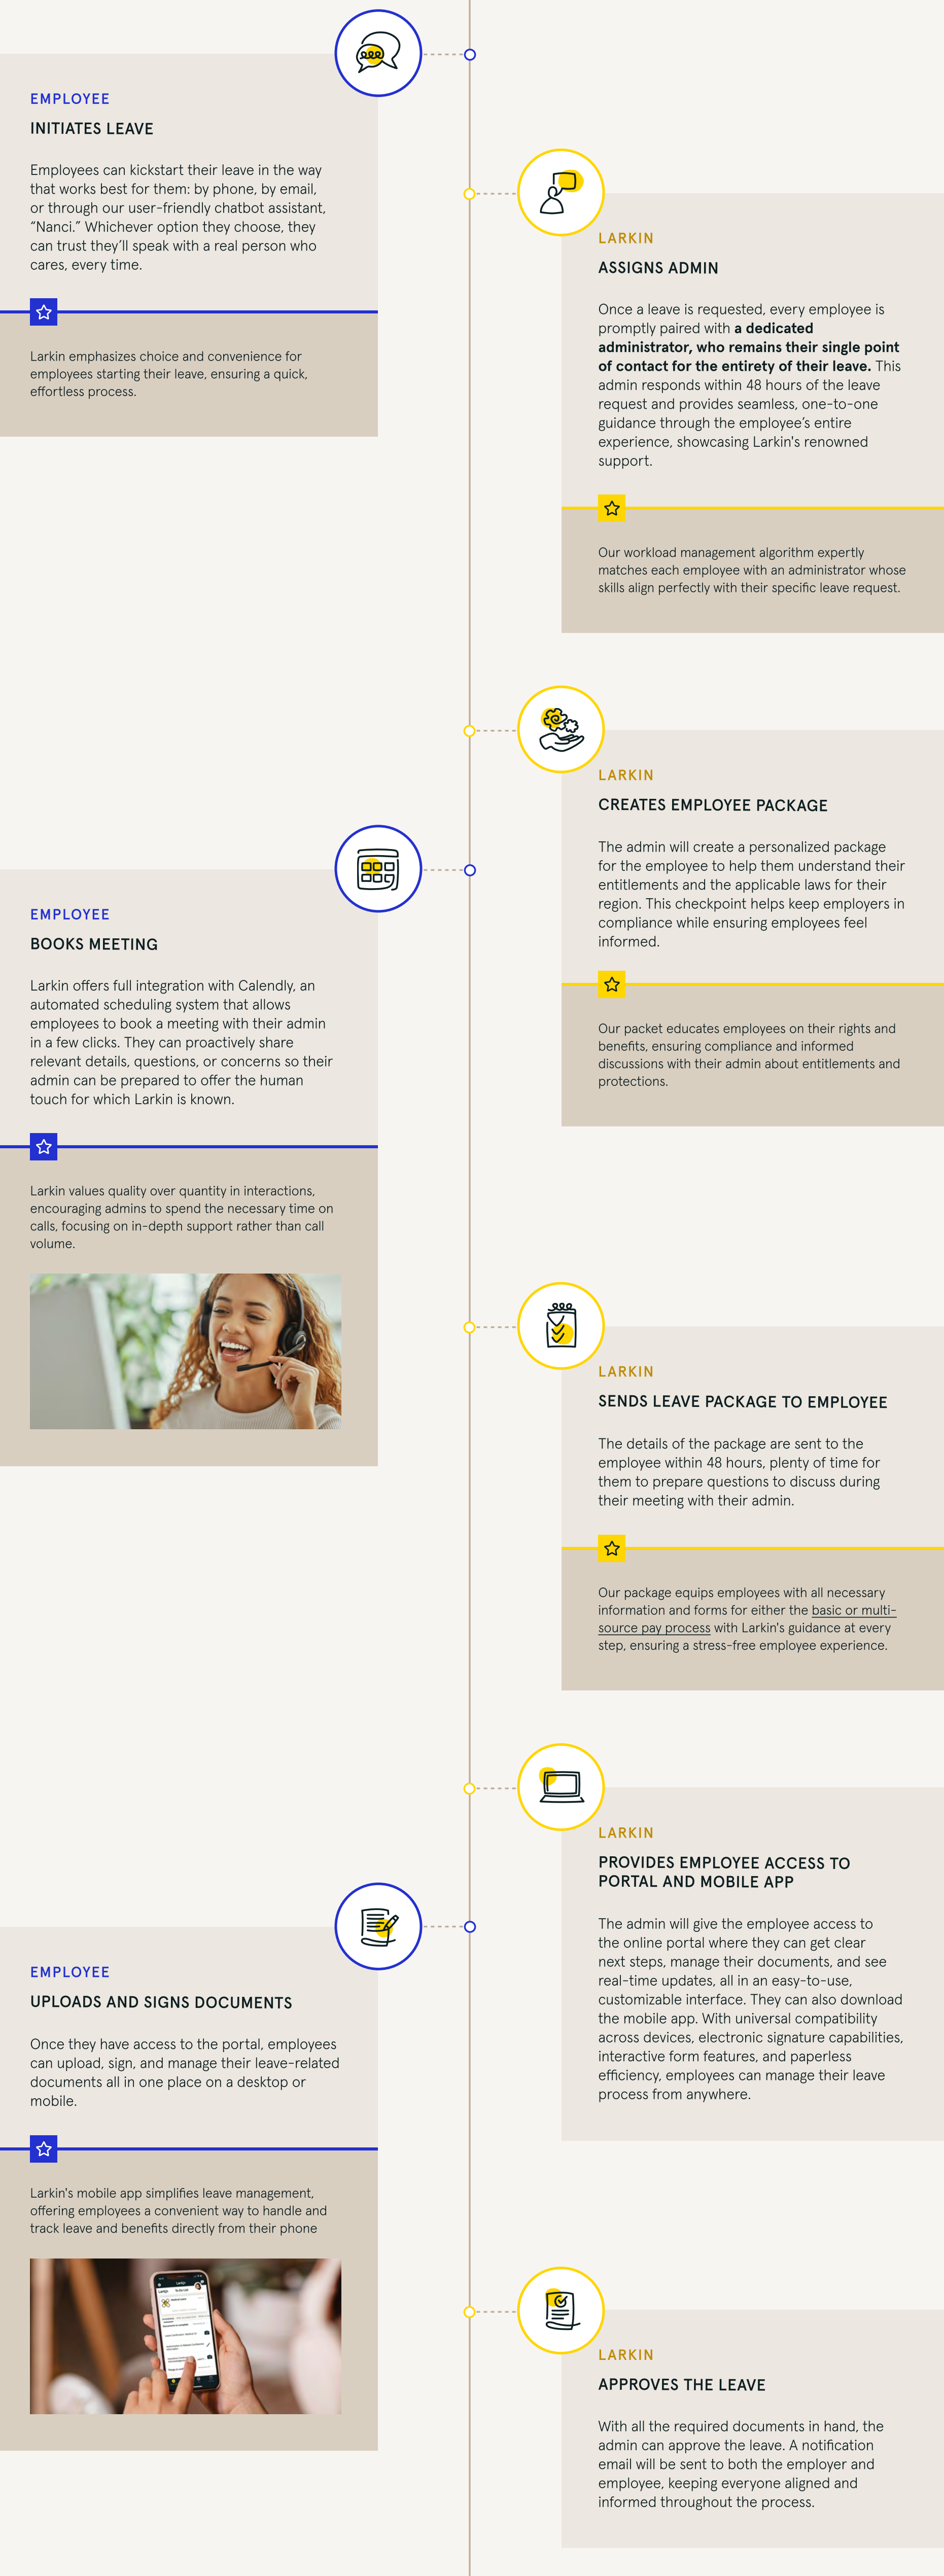 EMPLOYEE
INITIATES LEAVE
Employees can kickstart their leave in the way
that works best for them: by phone, by email,
or through our user-friendly chatbot assistant,
“Nanci.” Whichever option they choose, they
can trust they’ll speak with a real person who
cares, every time.
Larkin emphasizes choice and convenience for
employees starting their leave, ensuring a quick,
effortless process.
LARKIN
ASSIGNS ADMIN
Once a leave is requested, every employee is
promptly paired with a dedicated
administrator, who remains their single point
of contact for the entirety of their leave. This
admin responds within 48 hours of the leave
request and provides seamless, one-to-one
guidance through the employee’s entire
experience, showcasing Larkin's renowned
support.
Our workload management algorithm expertly
matches each employee with an administrator whose
skills align perfectly with their specific leave request.
LARKIN
CREATES EMPLOYEE PACKAGE
The admin will create a personalized package
for the employee to help them understand their
entitlements and the applicable laws for their
region. This checkpoint helps keep employers in
compliance while ensuring employees feel
informed.
Our packet educates employees on their rights and
benefits, ensuring compliance and informed
discussions with their admin about entitlements and
protections.
EMPLOYEE
BOOKS MEETING
Larkin offers full integration with Calendly, an
automated scheduling system that allows
employees to book a meeting with their admin
in a few clicks. They can proactively share
relevant details, questions, or concerns so their
admin can be prepared to offer the human
touch for which Larkin is known.
Larkin values quality over quantity in interactions,
encouraging admins to spend the necessary time on
calls, focusing on in-depth support rather than call
volume.
LARKIN
SENDS LEAVE PACKAGE TO EMPLOYEE
The details of the package are sent to the
employee within 48 hours, plenty of time for
them to prepare questions to discuss during
their meeting with their admin.
Our package equips employees with all necessary
information and forms for either the basic or multi-
source pay process with Larkin's guidance at every
step, ensuring a stress-free employee experience.
LARKIN
PROVIDES EMPLOYEE ACCESS TO
PORTAL AND MOBILE APP
The admin will give the employee access to
the online portal where they can get clear
next steps, manage their documents, and see
real-time updates, all in an easy-to-use,
customizable interface. They can also download
the mobile app. With universal compatibility
across devices, electronic signature capabilities,
interactive form features, and paperless
efficiency, employees can manage their leave
process from anywhere.
EMPLOYEE
UPLOADS AND SIGNS DOCUMENTS
Once they have access to the portal, employees
can upload, sign, and manage their leave-related
documents all in one place on a desktop or
mobile.
Larkin's mobile app simplifies leave management,
offering employees a convenient way to handle and
track leave and benefits directly from their phone
LARKIN
APPROVES THE LEAVE
With all the required documents in hand, the
admin can approve the leave. A notification
email will be sent to both the employer and
employee, keeping everyone aligned and
informed throughout the process.